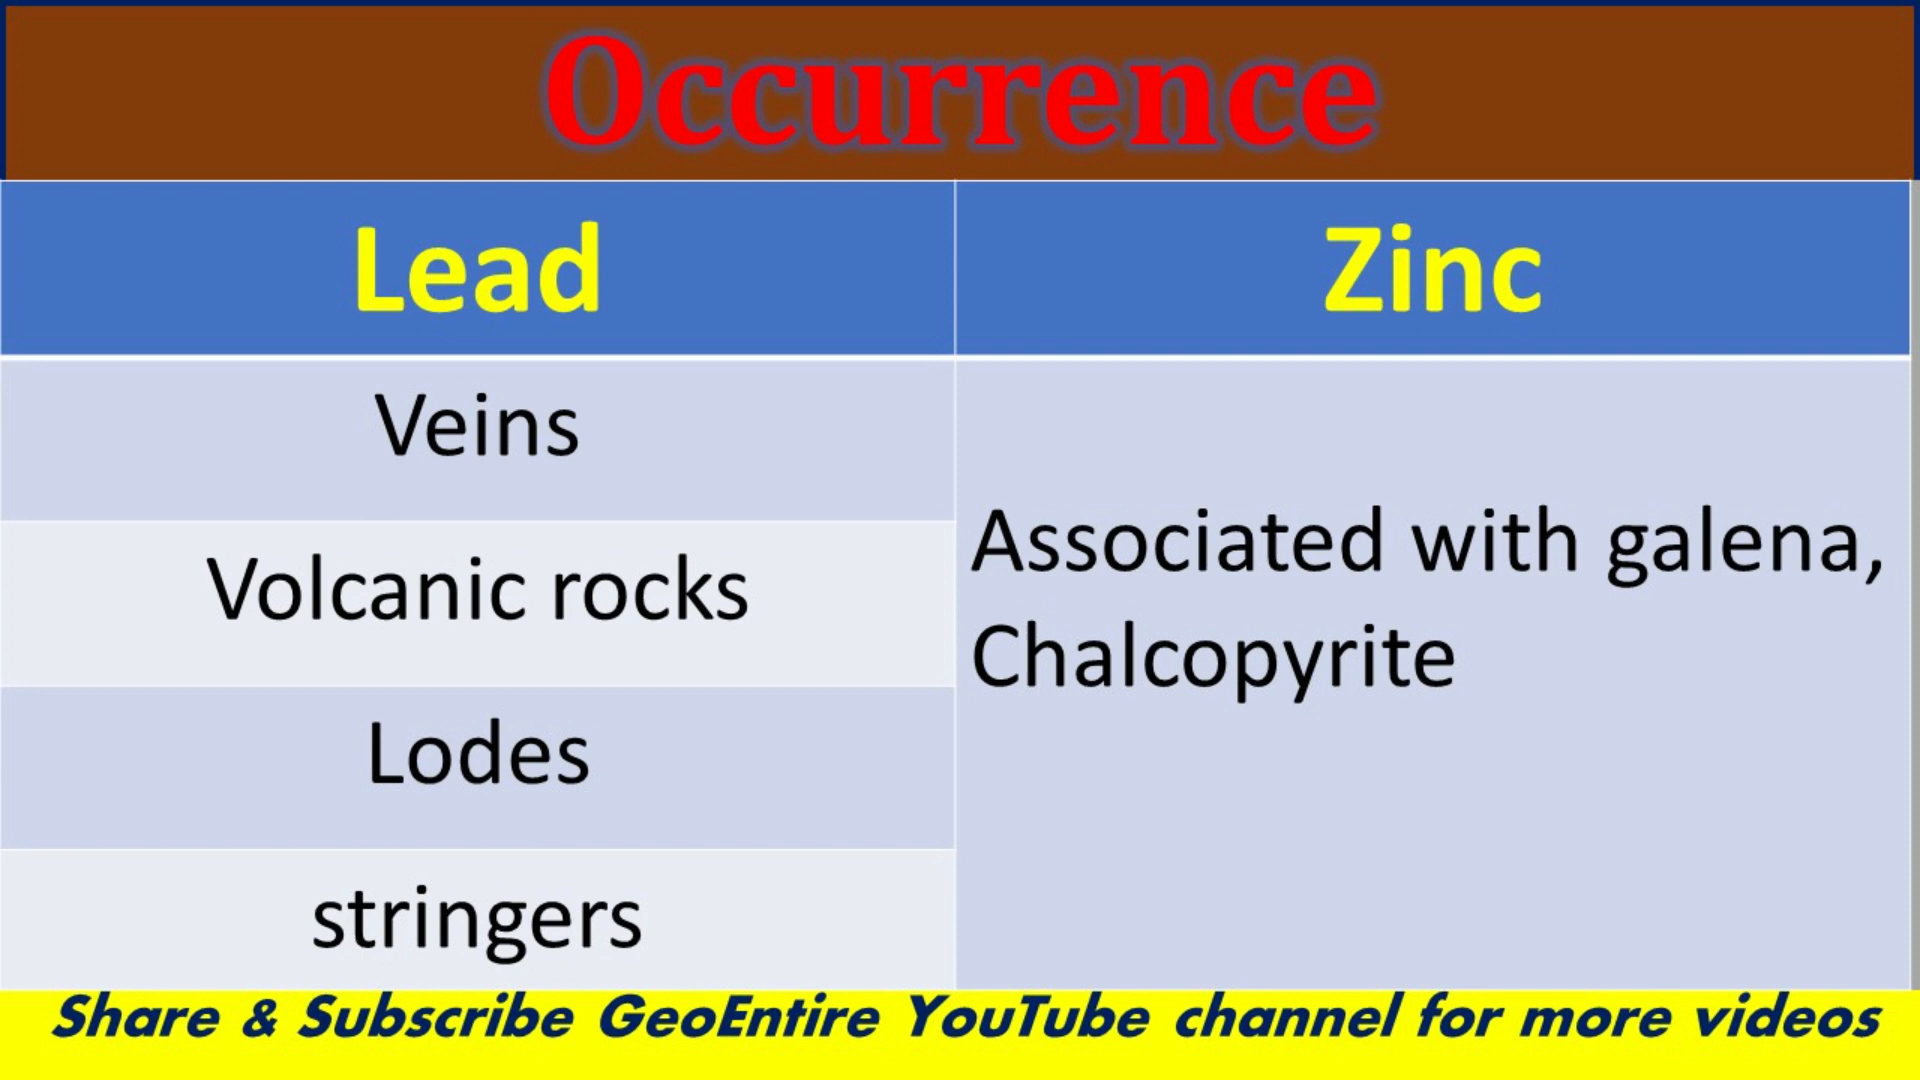 Occurrence
Lead
Zinc
Veins
Volcanic rocks
Lodes
stringers
Associated with galena,
Chalcopyrite
Share & Subscribe GeoEntire YouTube channel for more videos